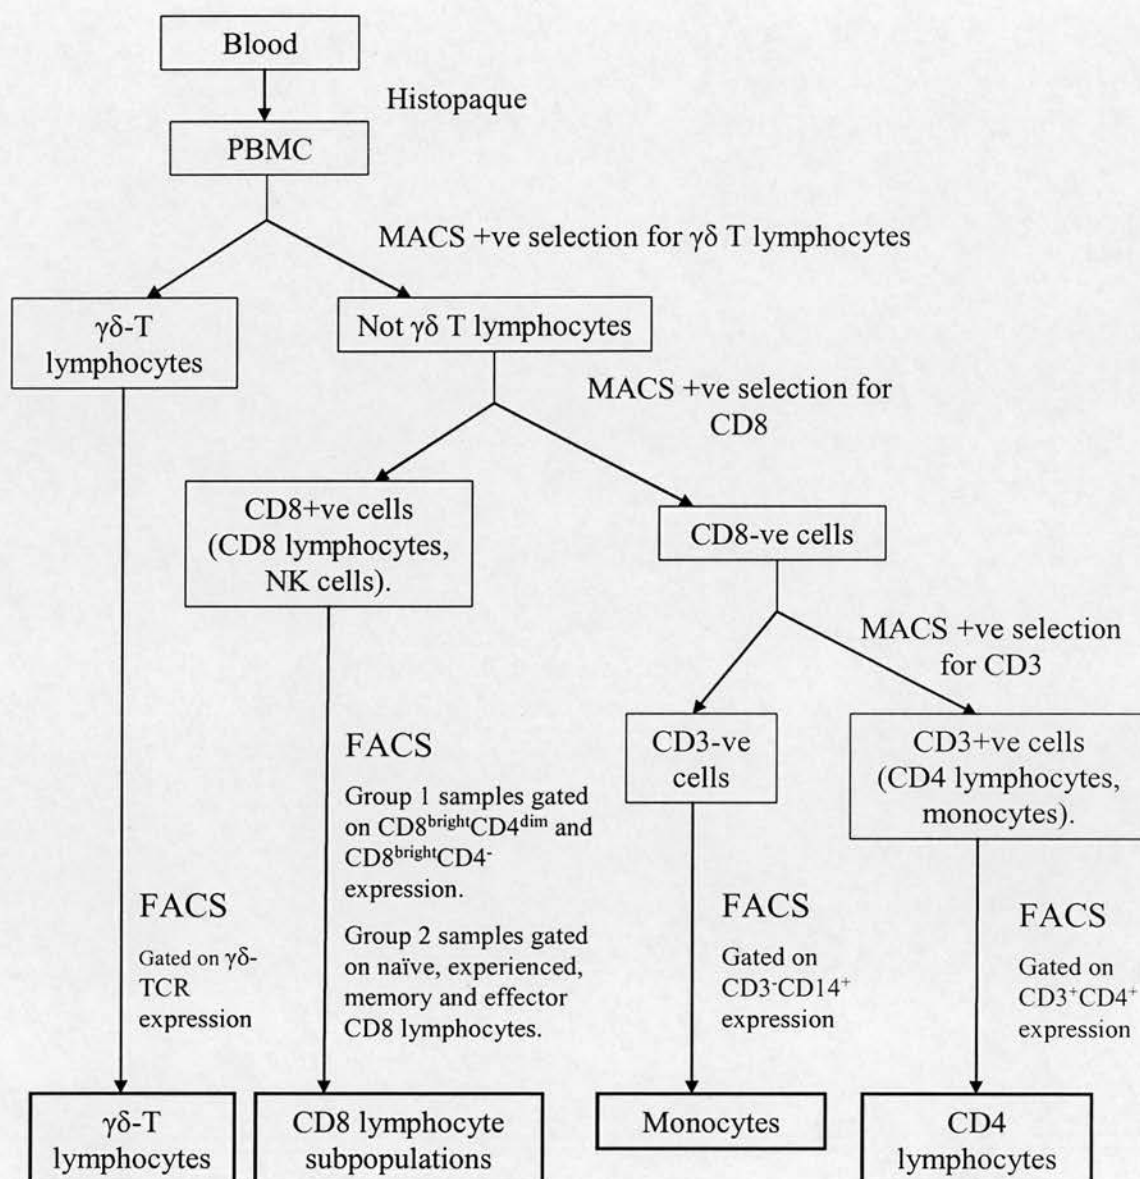 Blood
Histopaque
PBMC
MACS +ve selection for γδ T lymphocytes
γδ-T
lymphocytes
Not γδ T lymphocytes
MACS +ve selection for
CD8
CD8+ve cells
(CD8 lymphocytes,
NK cells).
CD8-ve cells
MACS +ve selection
for CD3
CD3-ve
cells
CD3+ve cells
(CD4 lymphocytes,
monocytes).
FACS
Group 1 samples gated
on CD8brightCD4dim and
CD8brightCD4-
expression.
Group 2 samples gated
on naïve, experienced,
memory and effector
CD8 lymphocytes.
FACS
Gated on γδ-
TCR
expression
FACS
Gated on
CD3-CD14+
expression
FACS
Gated on
CD3+CD4+
expression
γδ-T
lymphocytes
CD8 lymphocyte
subpopulations
Monocytes
CD4
lymphocytes